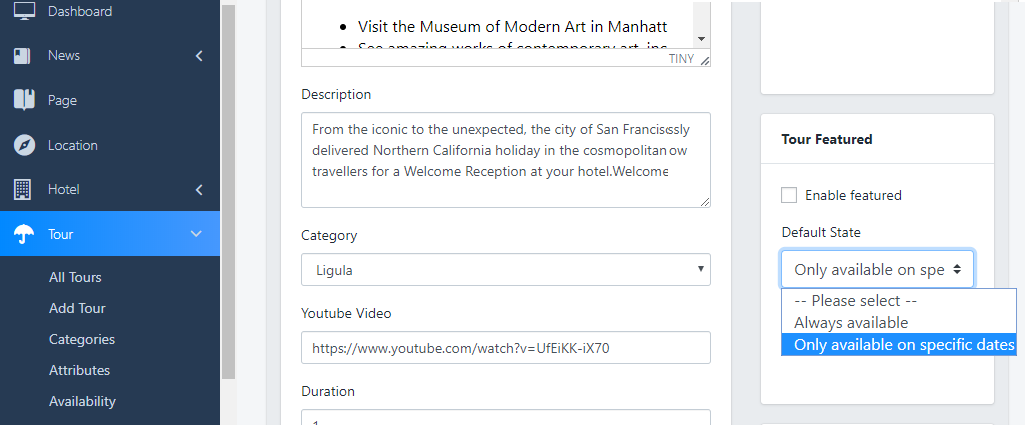 Dashboard
News
Page
Location
Hotel
Tour
All Tours
Add Tour
Categories
Attributes
Availability
Visit the Museum of Modern Art in Manhatt
See amazing works of contemporary art, inc
TINY
Description
From the iconic to the unexpected, the city of San Francis
delivered Northern California holiday in the cosmopolitan
travellers for a Welcome Reception at your hotel.Welcome
Category
Ligula
Youtube Video
https://www.youtube.com/watch?v=UfEiKK-iX70
Duration
1
Tour Featured
Enable featured
Default State
Only available on spe
-- Please select --
Always available
Only available on specific dates